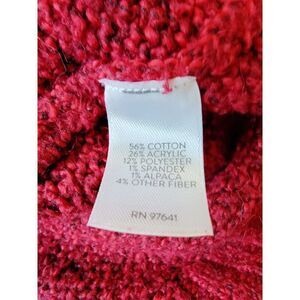 56% COTTON
26% ACRYLIC
12% POLYESTER
1% SPANDEX
1% ALPACA
4% OTHER FIBER
RN 97641